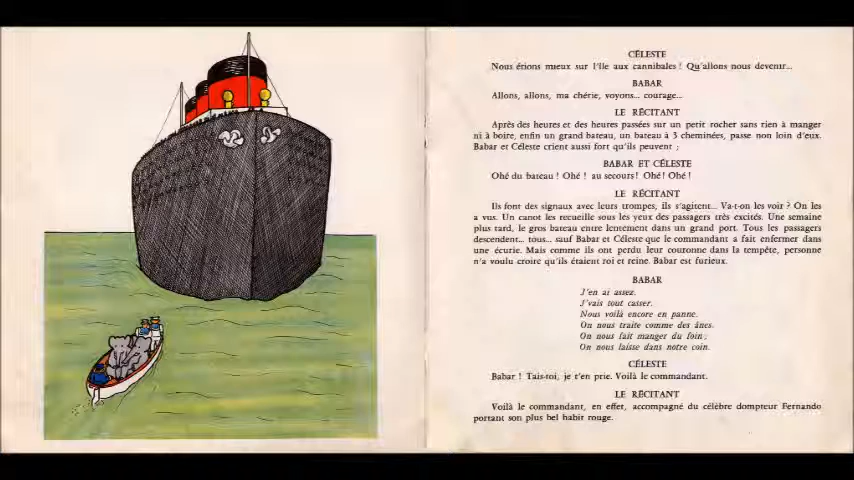 CÉLESTE
Nous étions mieux sur l'île aux cannibales ! Qu'allons nous devenir...
BABAR
Allons, allons, ma chérie, voyons... courage...
LE RÉCITANT
Après des heures et des heures passées sur un petit rocher sans rien à manger
ni à boire, enfin un grand bateau, un bateau à 3 cheminées, passe non loin d'eux.
Babar et Céleste crient aussi fort qu'ils peuvent :
BABAR ET CÉLESTE
Ohé du bateau ! Ohé ! au secours ! Ohé ! Ohé !
LE RÉCITANT
Ils font des signaux avec leurs trompes, ils s'agitent... Va-t-on les voir ? On les
a vus. Un canot les recueille sous les yeux des passagers très excités. Une semaine
plus tard, le gros bateau entre lentement dans un grand port. Tous les passagers
descendent... tous... sauf Babar et Céleste que le commandant a fait enfermer dans
une écurie. Mais comme ils ont perdu leur couronne dans la tempête, personne
n'a voulu croire qu'ils étaient roi et reine. Babar est furieux.
BABAR
J'en ai assez.
J'vais tout casser.
Nous voilà encore en panne.
On nous traite comme des ânes.
On nous fait manger du foin ;
On nous laisse dans notre coin.
CÉLESTE
Babar ! Tais-toi, je t'en prie. Voilà le commandant.
LE RÉCITANT
Voilà le commandant, en effet, accompagné du célèbre dompteur Fernando
portant son plus bel habit rouge.